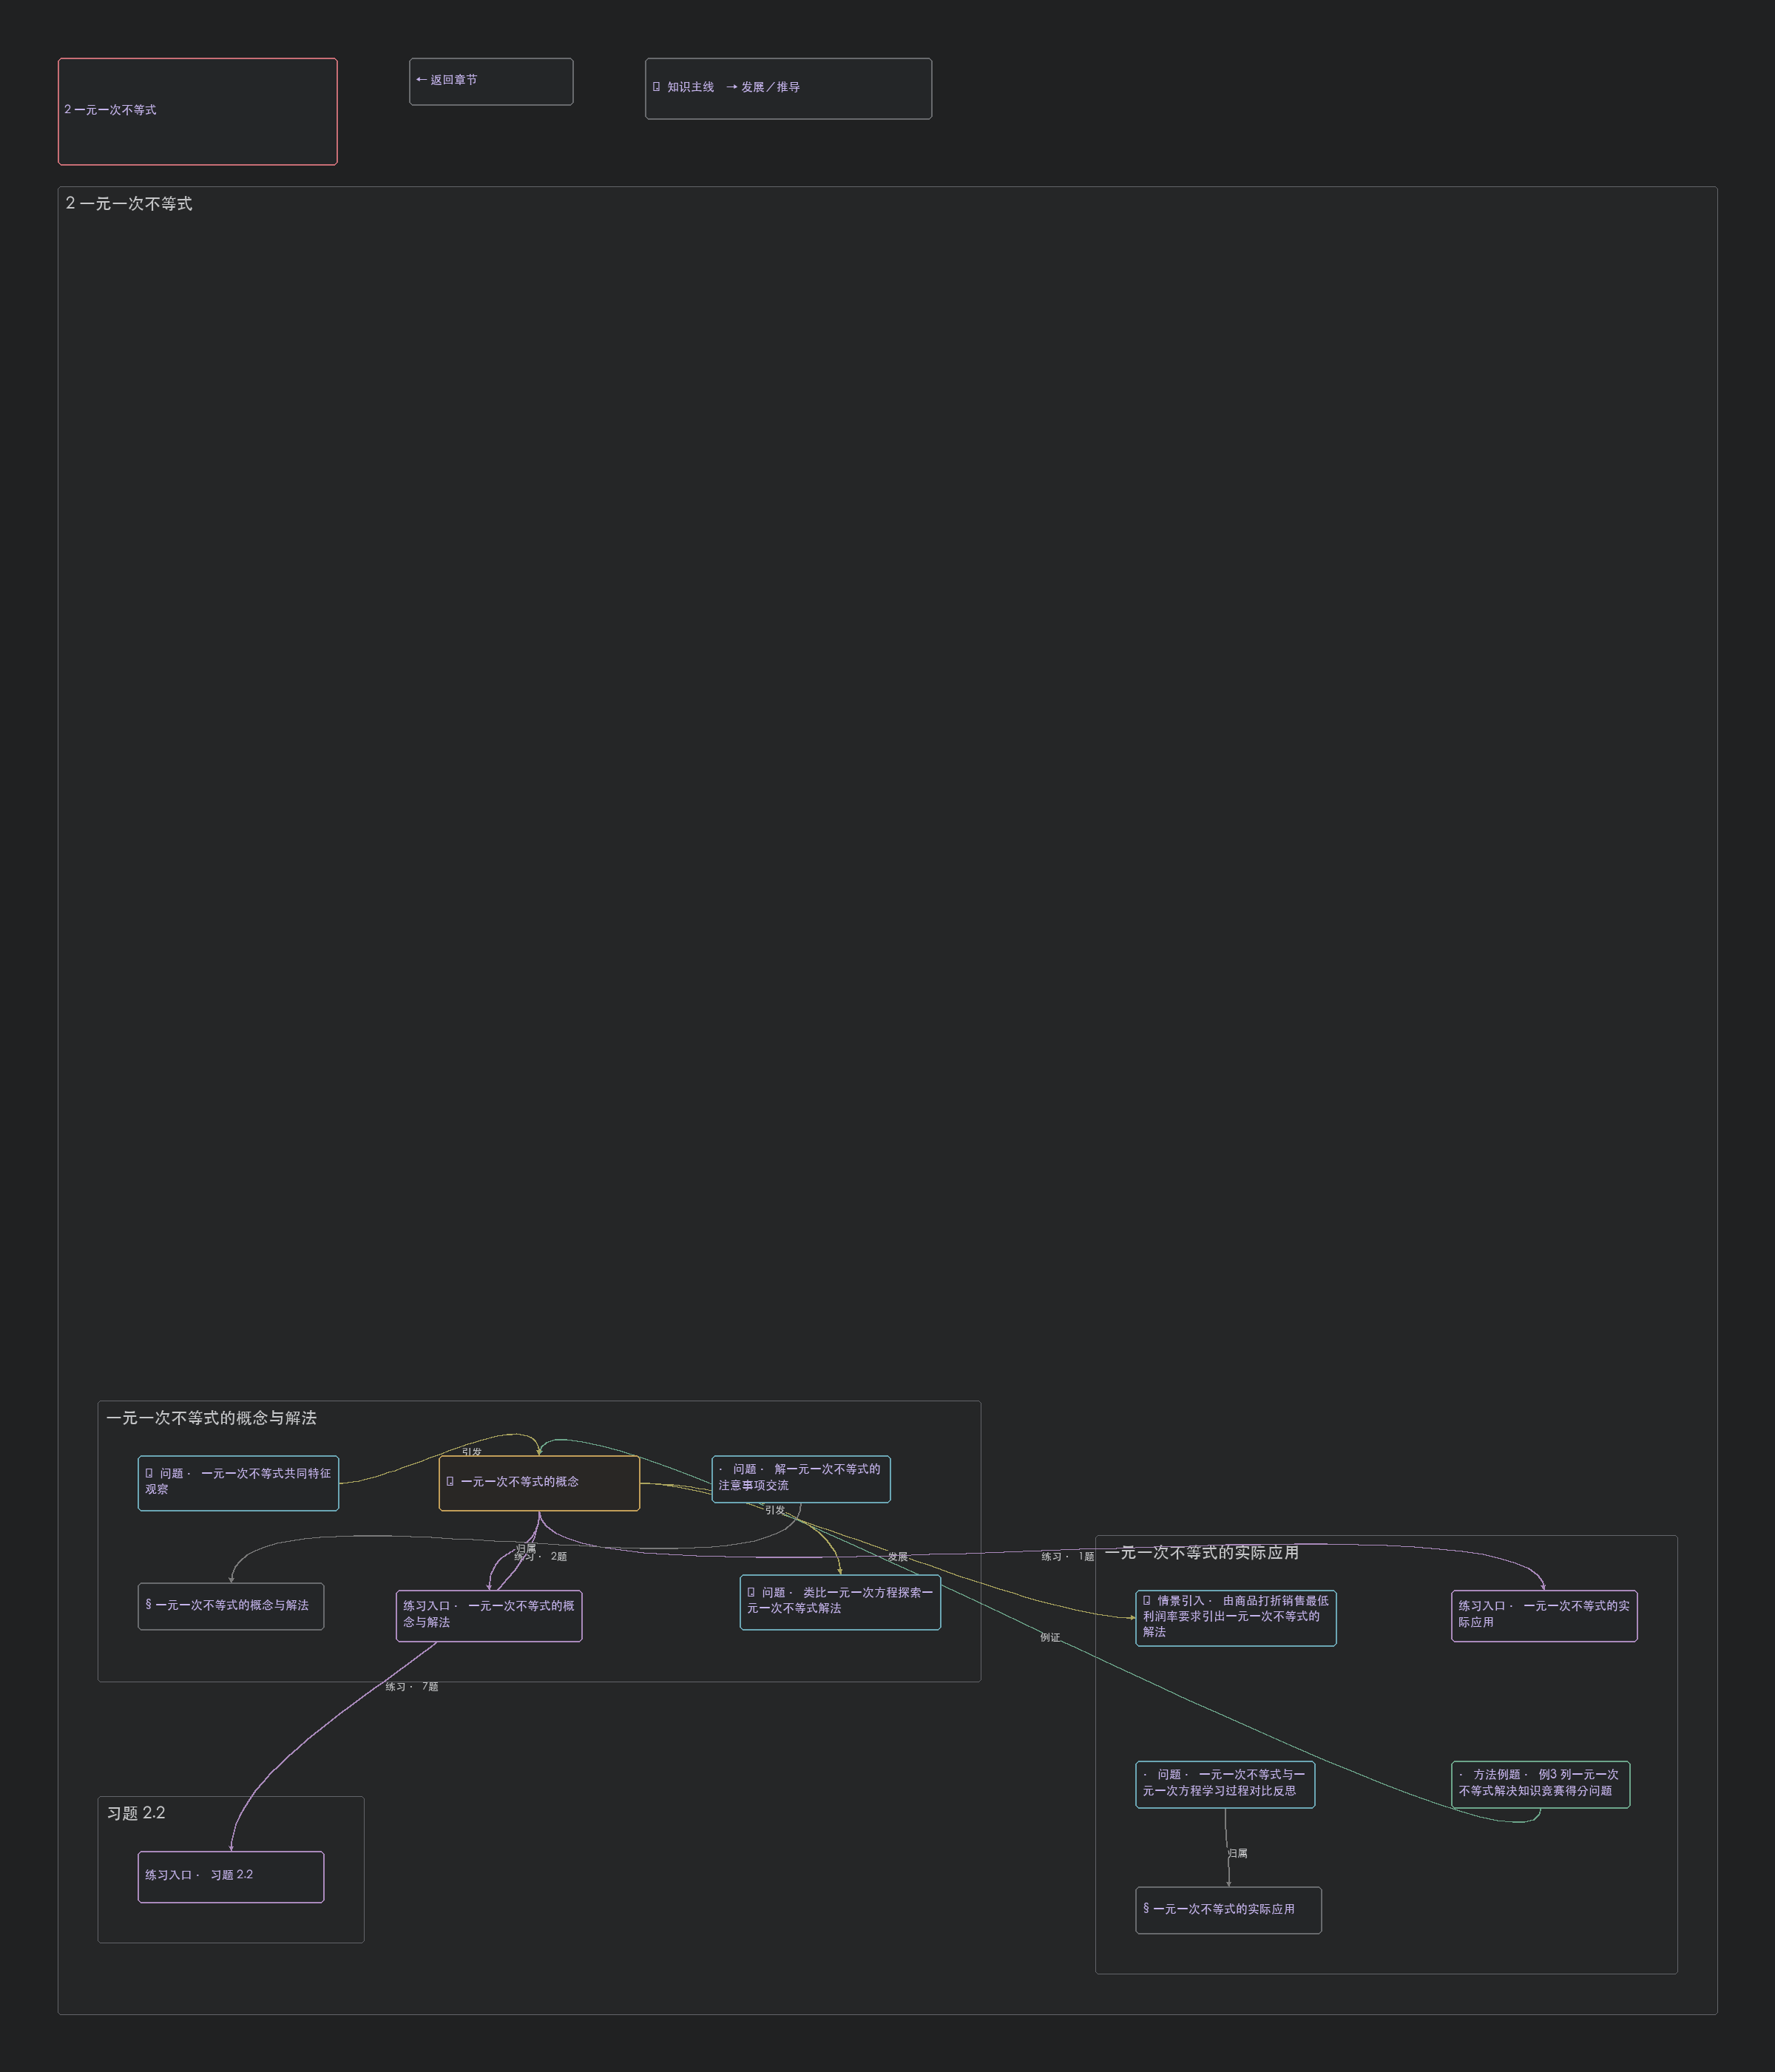 2 一元一次不等式
← 返回章节
知识主线 → 发展／推导
2 一元一次不等式
一元一次不等式的概念与解法
引发
问题 · 一元一次不等式共同特征
观察
一元一次不等式的概念
· 问题 · 解一元一次不等式的
注意事项交流
引发
归属
练习 · 2题
发展
练习 · 1题
§ 一元一次不等式的概念与解法
练习入口 · 一元一次不等式的概
念与解法
问题 · 类比一元一次方程探索一
元一次不等式解法
一元一次不等式的实际应用
情景引入 · 由商品打折销售最低
利润率要求引出一元一次不等式的
解法
练习入口 · 一元一次不等式的实
际应用
例证
练习 · 7题
· 问题 · 一元一次不等式与一
元一次方程学习过程对比反思
· 方法例题 · 例3 列一元一次
不等式解决知识竞赛得分问题
归属
§ 一元一次不等式的实际应用
习题 2.2
练习入口 · 习题 2.2